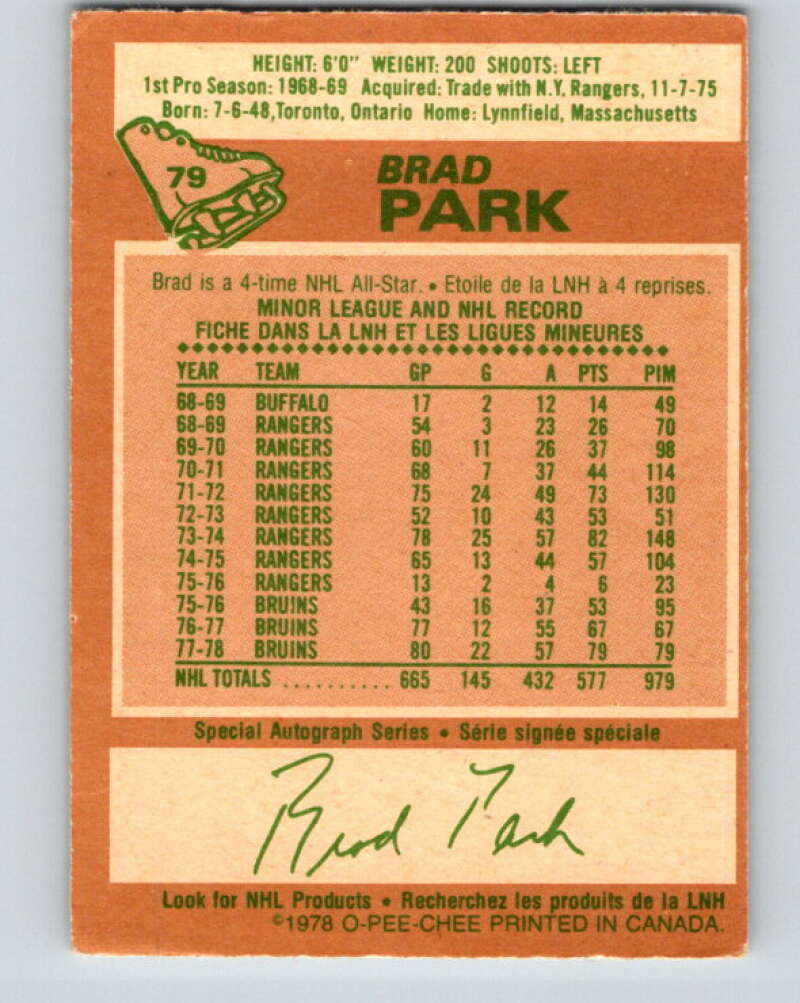 HEIGHT: 6'0" WEIGHT: 200 SHOOTS: LEFT
1st Pro Season: 1968-69 Acquired: Trade with N.Y. Rangers, 11-7-75
Born: 7-6-48, Toronto, Ontario Home: Lynnfield, Massachusetts
79
BRAD
PARK
Brad is a 4-time NHL All-Star. • Etoile de la LNH à 4 reprises.
MINOR LEAGUE AND NHL RECORD
FICHE DANS LA LNH ET LES LIGUES MINEURES
YEAR TEAM GP G A PTS PIM
68-69 BUFFALO 17 2 12 14 49
68-69 RANGERS 54 3 23 26 70
69-70 RANGERS 60 11 26 37 98
70-71 RANGERS 68 7 37 44 114
71-72 RANGERS 75 24 49 73 130
72-73 RANGERS 52 10 43 53 51
73-74 RANGERS 78 25 57 82 148
74-75 RANGERS 65 13 44 57 104
75-76 RANGERS 13 2 4 6 23
75-76 BRUINS 43 16 37 53 95
76-77 BRUINS 77 12 55 67 67
77-78 BRUINS 80 22 57 79 79
NHL TOTALS .......... 665 145 432 577 979
Special Autograph Series • Série signée spéciale
Brad Park
Look for NHL Products • Recherchez les produits de la LNH
©1978 O-PEE-CHEE PRINTED IN CANADA.